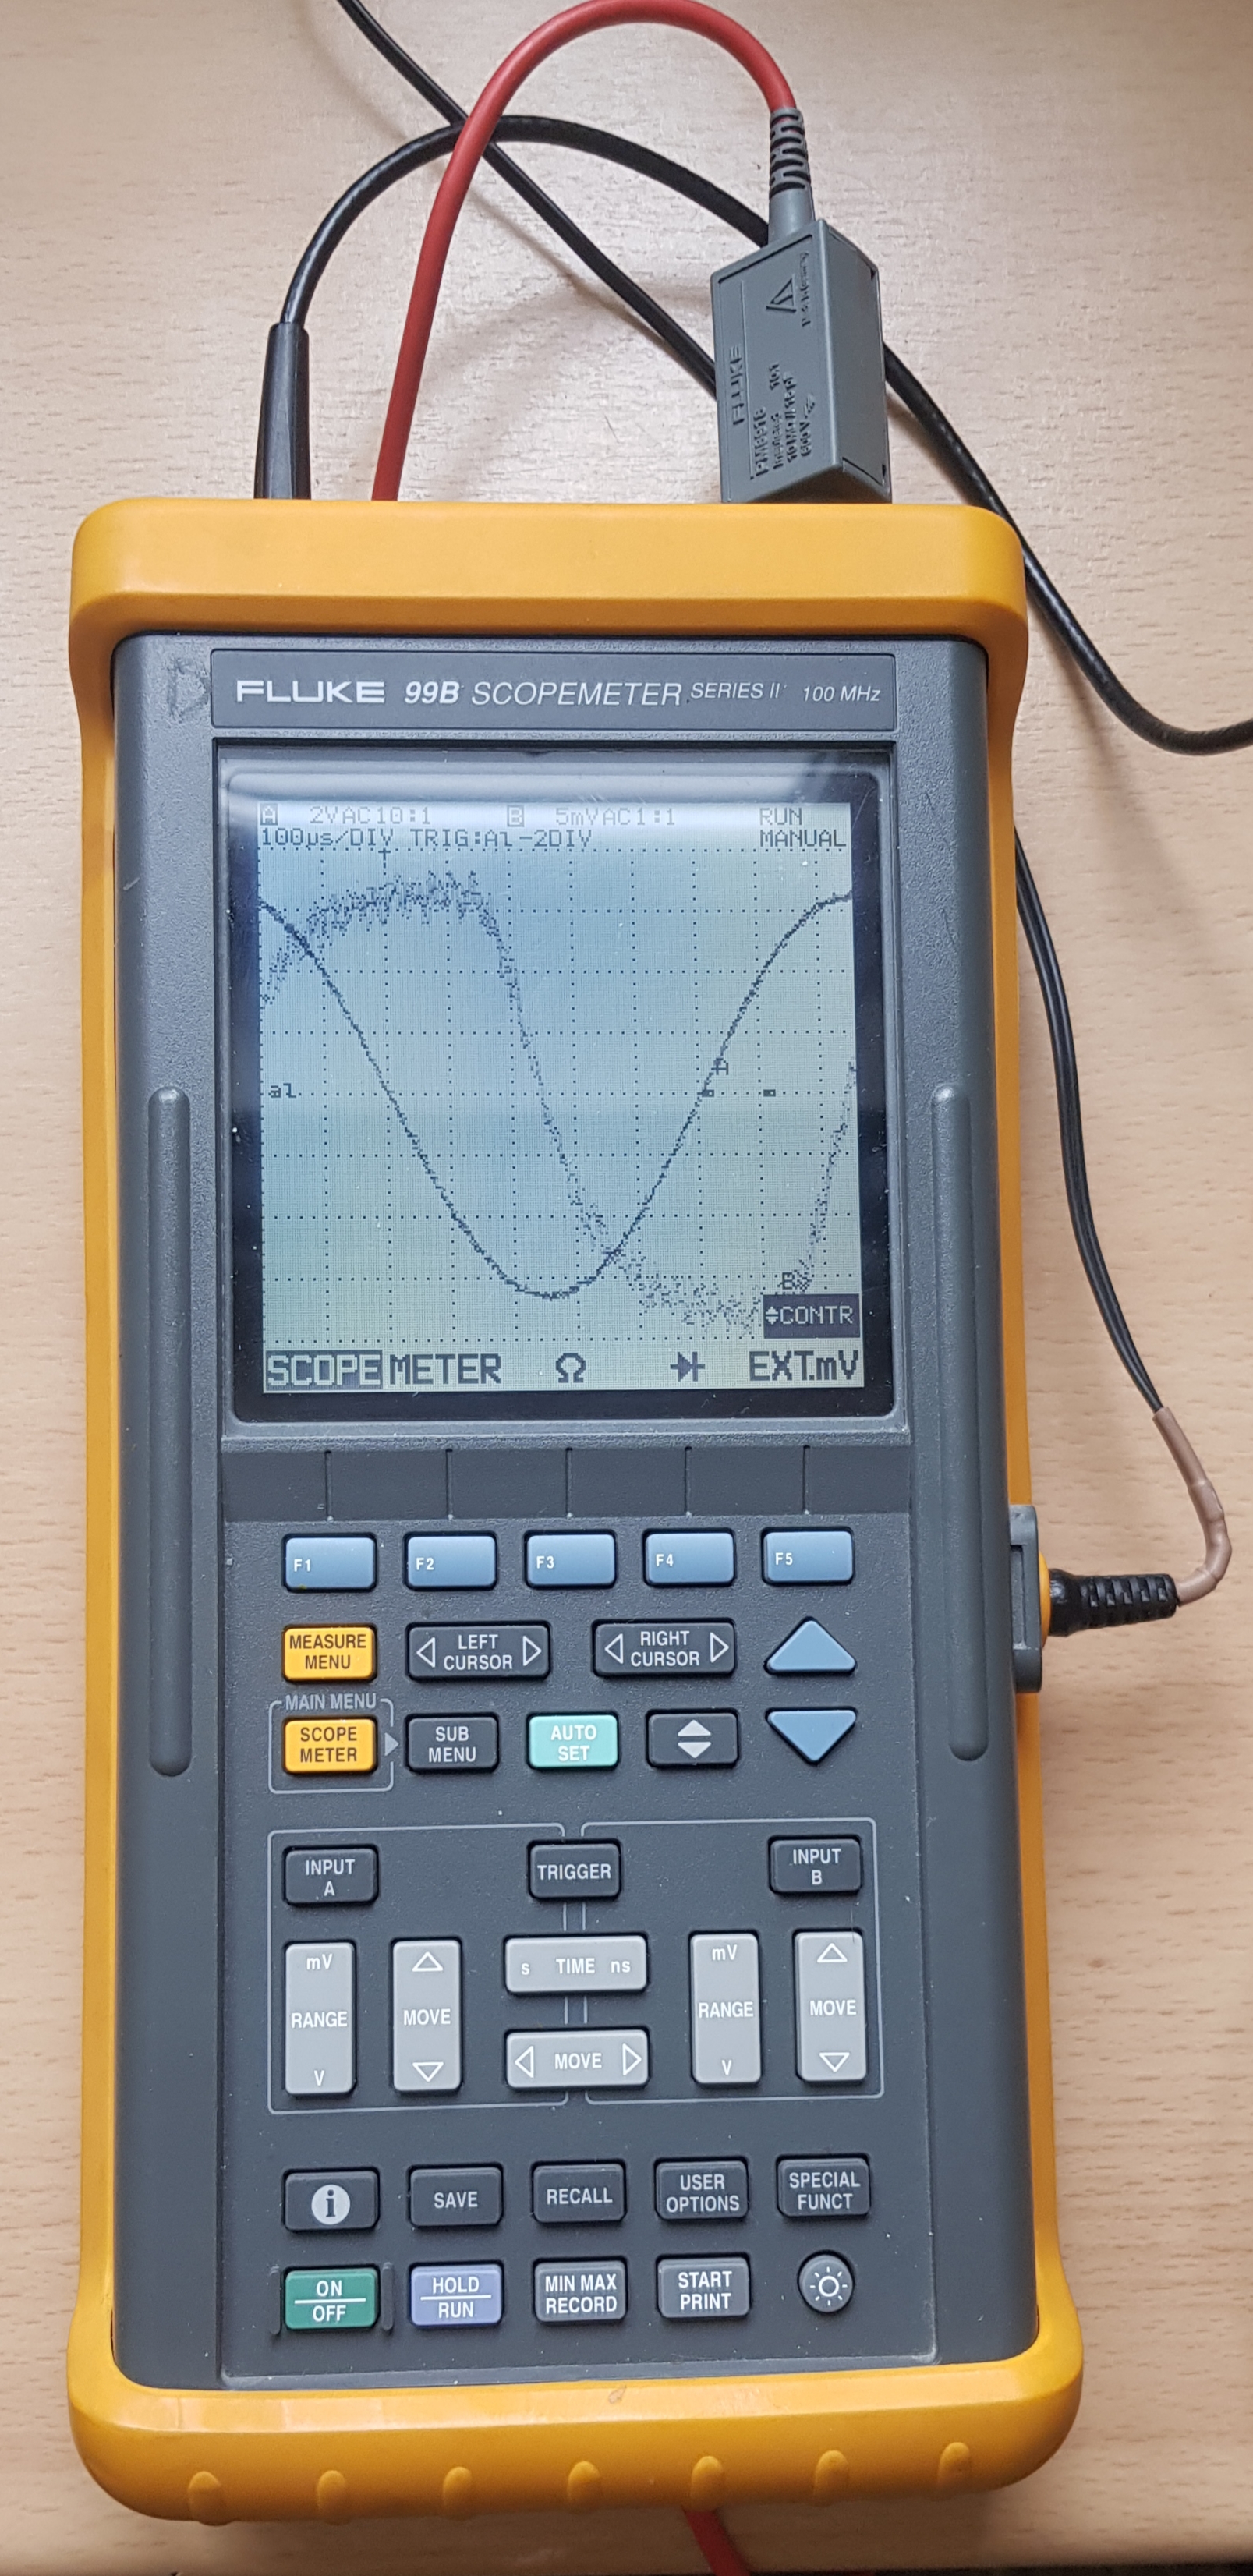 FLUKE
PM8918
10:1
FLUKE 99B SCOPEMETER SERIES II 100 MHz
A 2VAC10:1 B 5mVAC1:1 RUN
100µs/DIV TRIG:A⎍-2DIV MANUAL
A
B
CONTR
SCOPE METER Ω EXT.mV
F1 F2 F3 F4 F5
MEASURE MENU
LEFT CURSOR
RIGHT CURSOR
MAIN MENU
SCOPE METER
SUB MENU
AUTO SET
INPUT A
TRIGGER
INPUT B
mV RANGE V
MOVE
s TIME ns
MOVE
mV RANGE V
MOVE
i
SAVE
RECALL
USER OPTIONS
SPECIAL FUNCT
ON OFF
HOLD RUN
MIN MAX RECORD
START PRINT